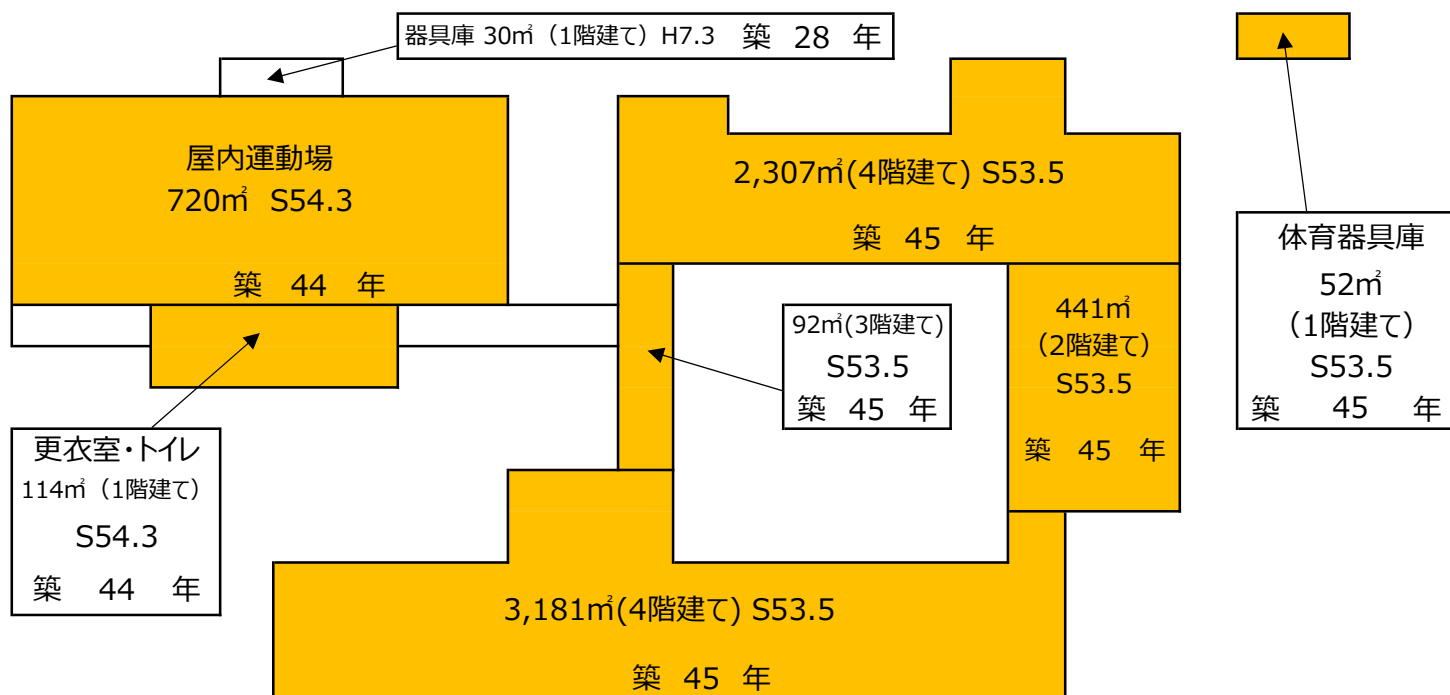 器具庫 30㎡（1階建て）H7.3 築 28 年
屋内運動場
720㎡ S54.3
築 44 年
2,307㎡(4階建て) S53.5
築 45 年
体育器具庫
52㎡
（1階建て）
S53.5
築 45 年
92㎡(3階建て)
S53.5
築 45 年
441㎡
（2階建て）
S53.5
築 45 年
更衣室・トイレ
114㎡（1階建て）
S54.3
築 44 年
3,181㎡(4階建て) S53.5
築 45 年